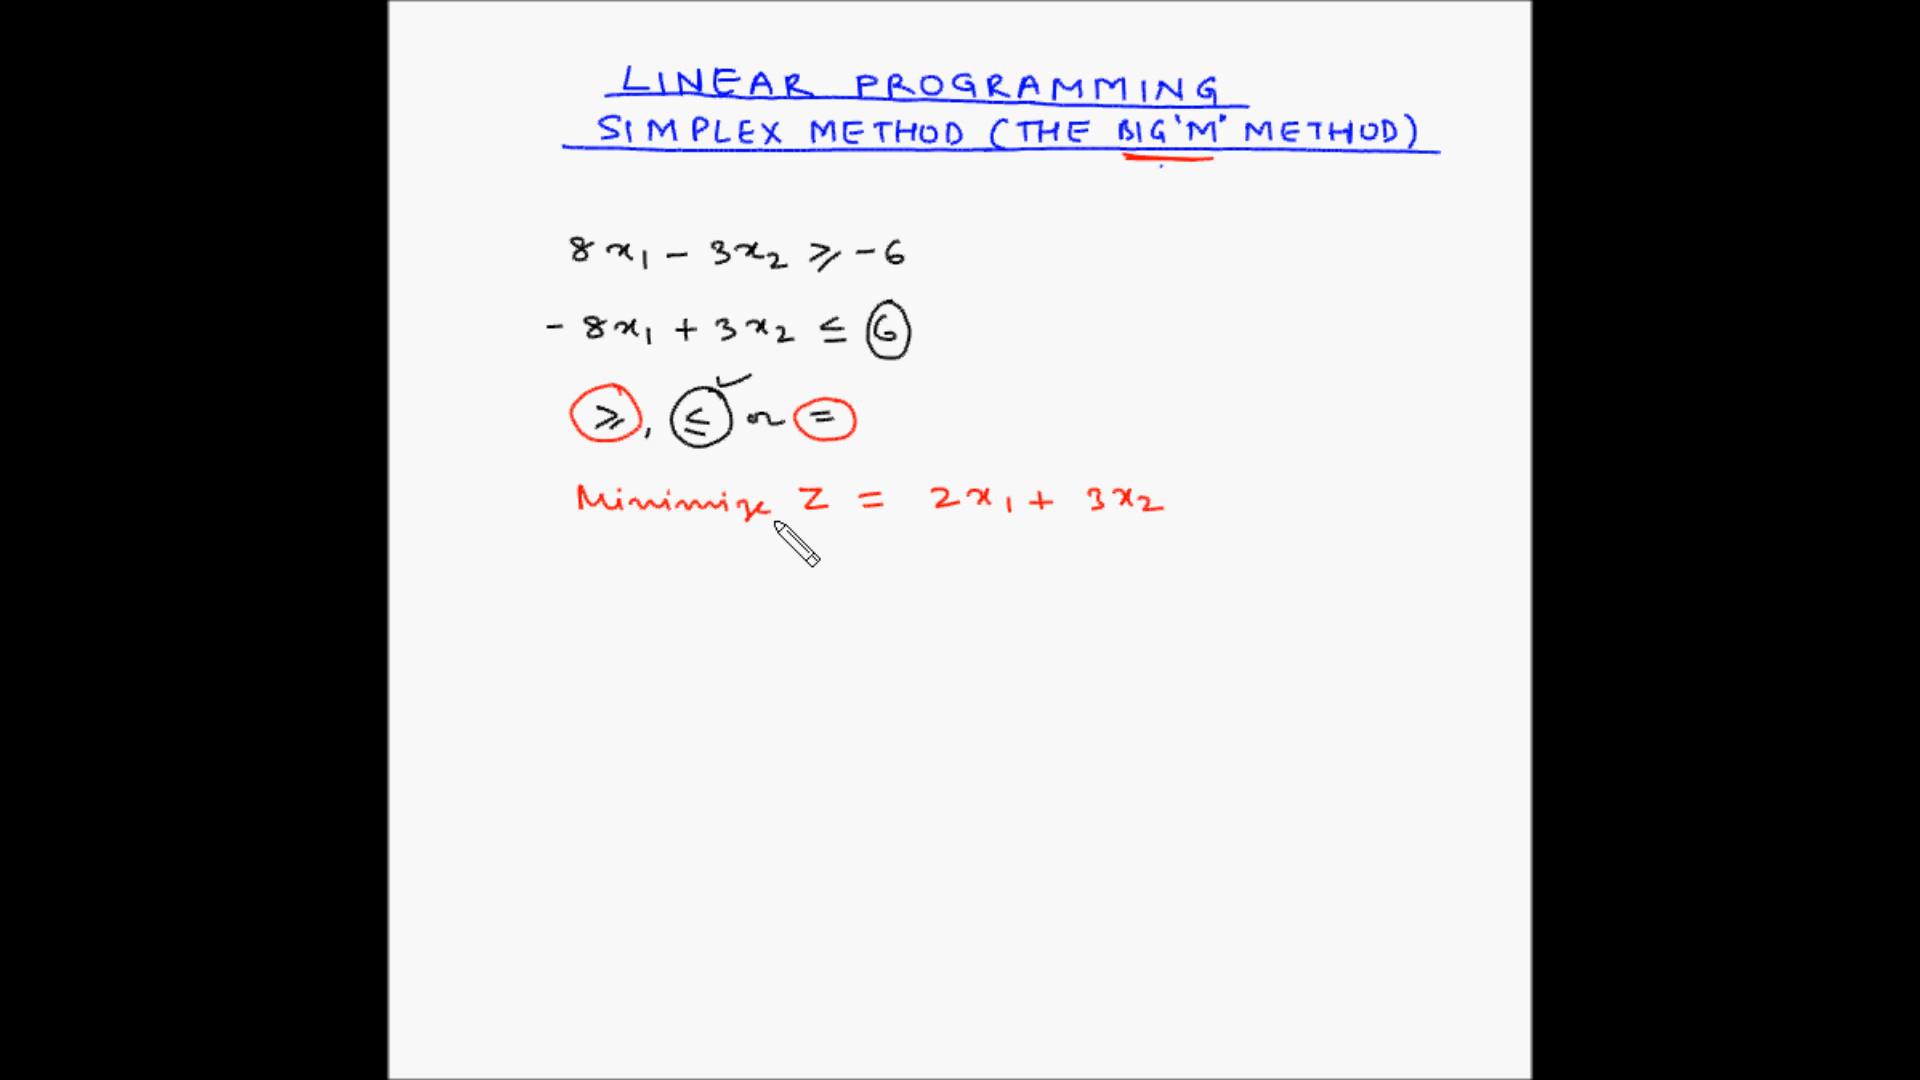 LINEAR PROGRAMMING
SIMPLEX METHOD (THE BIG 'M' METHOD)
8x₁ - 3x₂ ≥ -6
- 8x₁ + 3x₂ ≤ 6
≥, ≤ or =
Minimize Z = 2x₁ + 3x₂